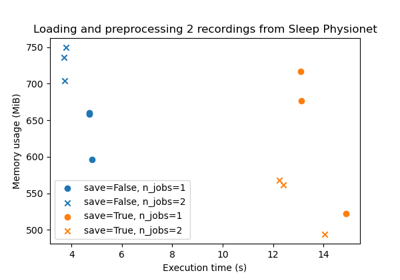 Loading and preprocessing 2 recordings from Sleep Physionet
Memory usage (MiB)
750
700
650
600
550
500
save=False, n_jobs=1
save=False, n_jobs=2
save=True, n_jobs=1
save=True, n_jobs=2
4 6 8 10 12 14
Execution time (s)